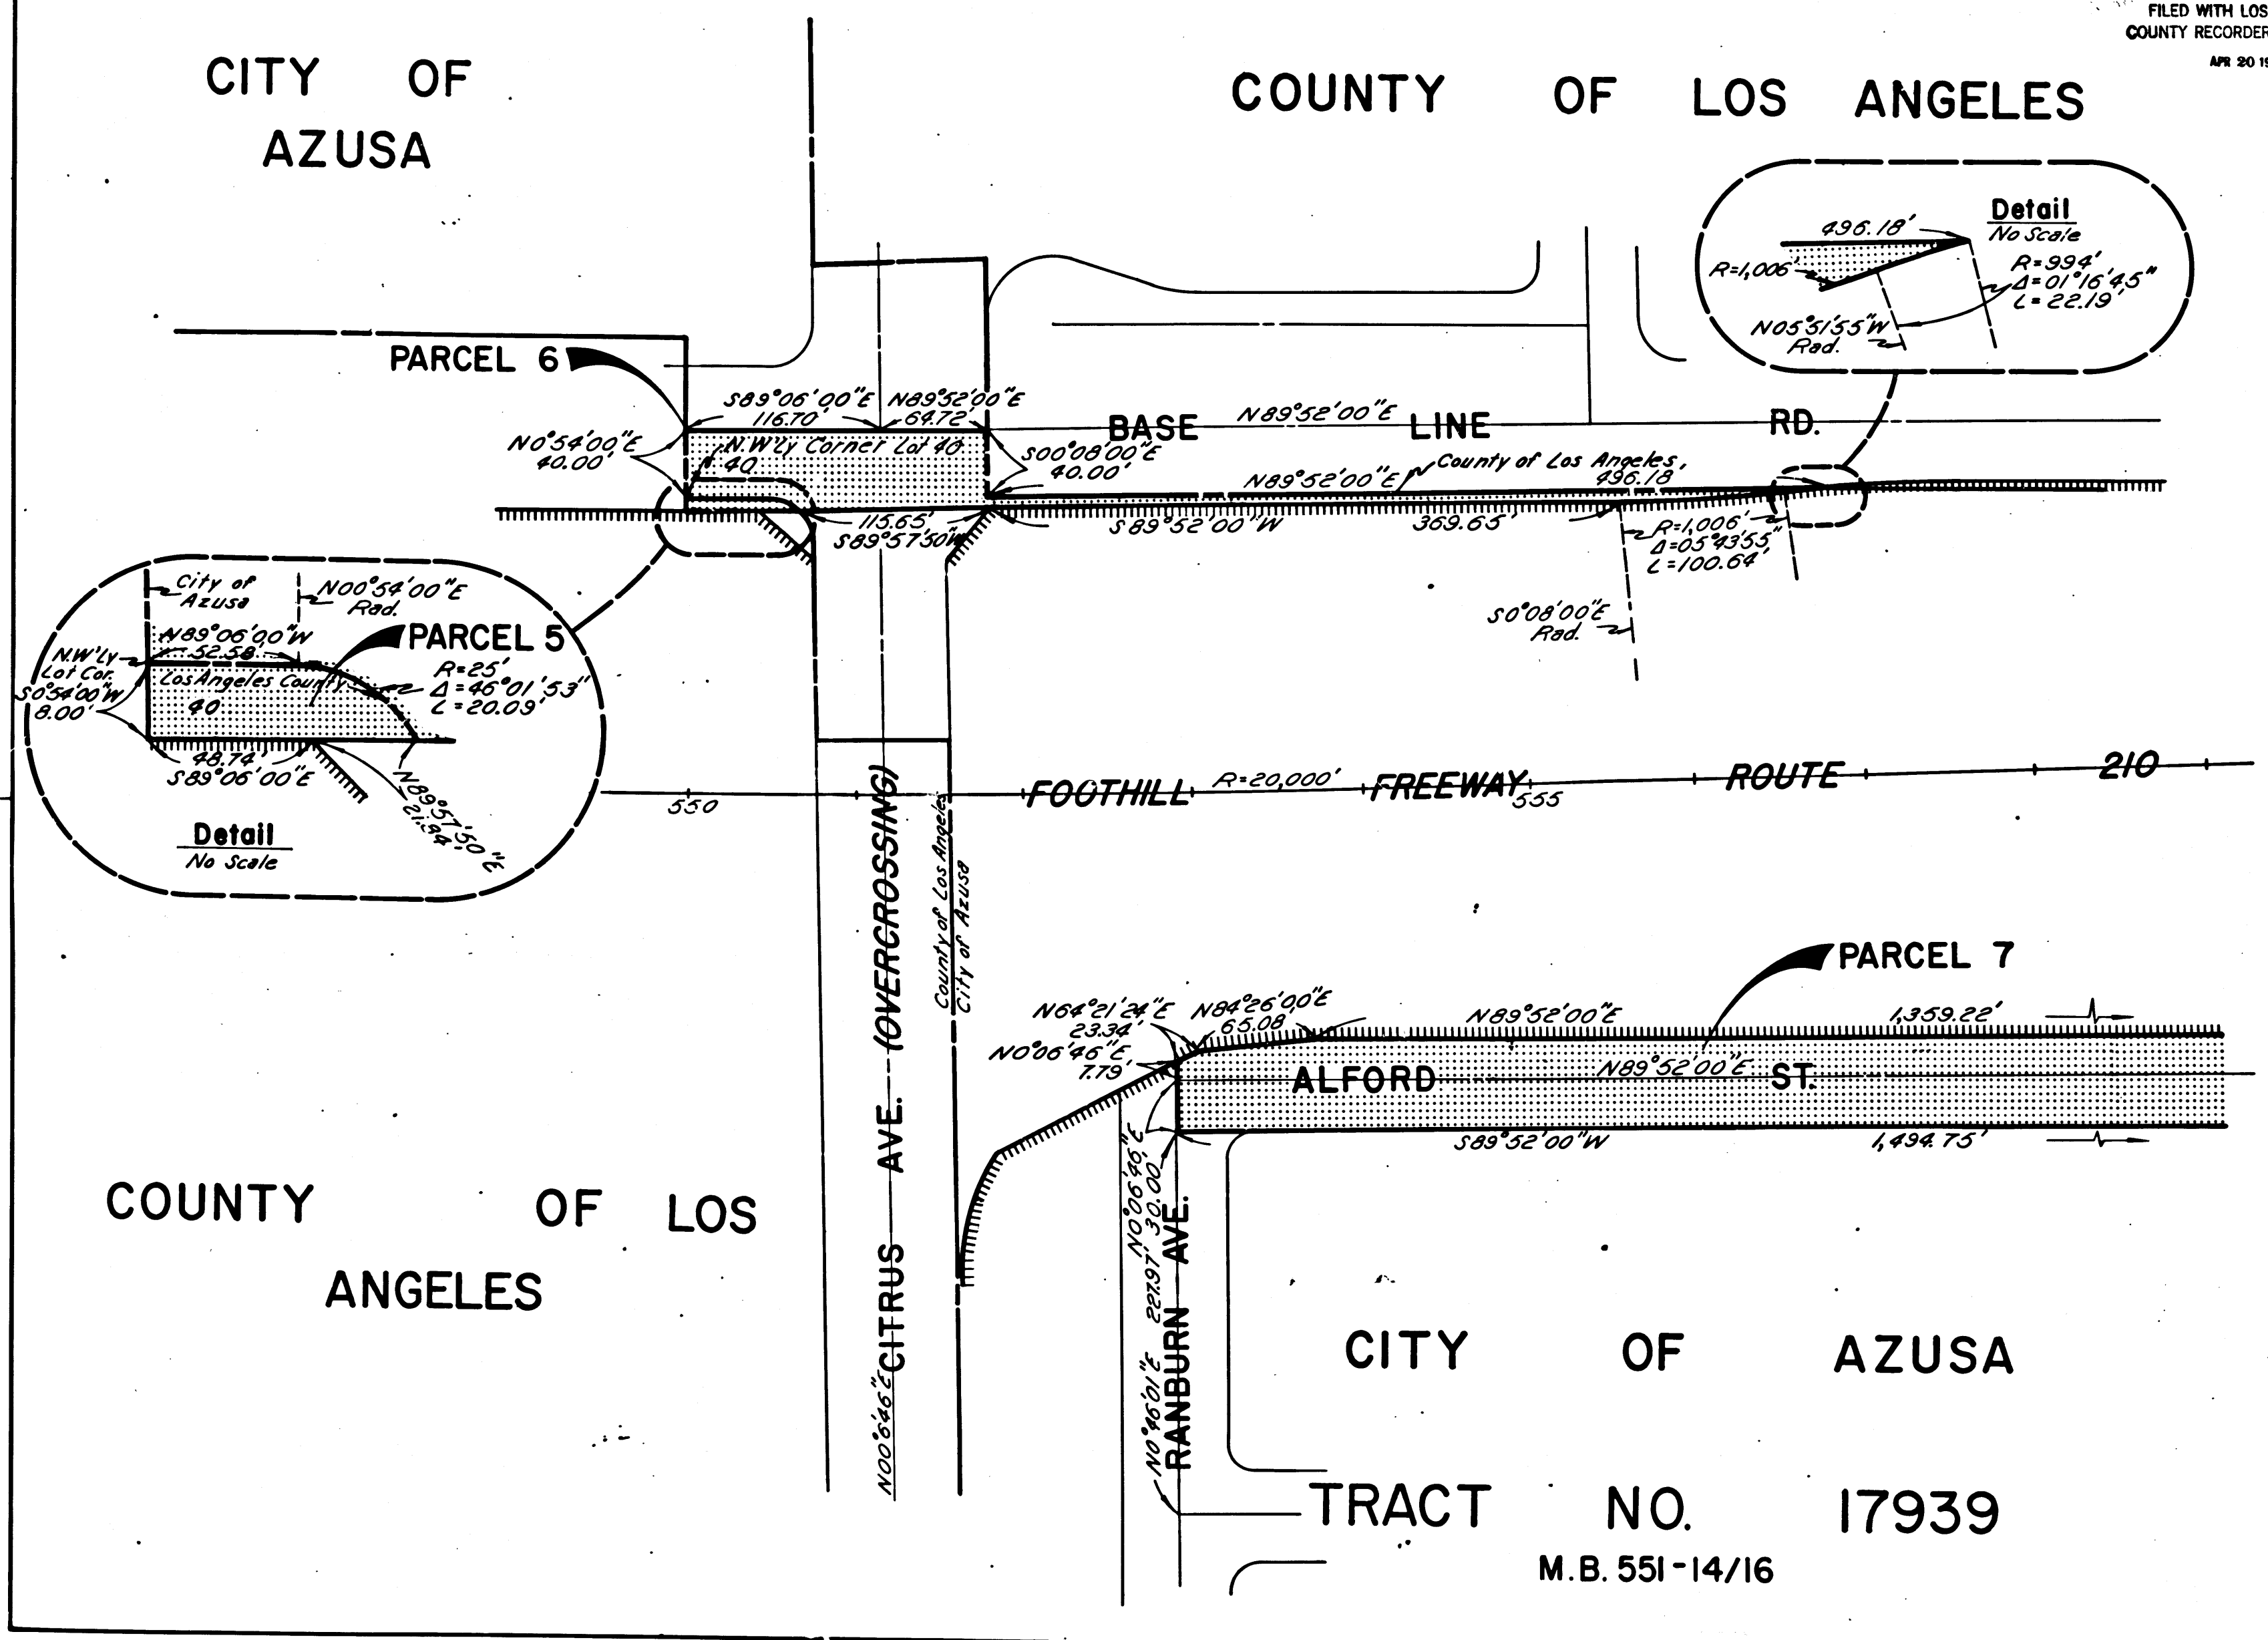 FILED WITH LOS
COUNTY RECORDER
APR 20 19
CITY OF
AZUSA
COUNTY OF LOS ANGELES
Detail
No Scale
496.18'
R=1,006'
R=994'
Δ=01°16'45"
L=22.19'
N05°51'55"W
Rad.
PARCEL 6
S89°06'00"E
116.70'
N89°52'00"E
64.72'
N0°54'00"E
40.00'
N.W'ly Corner Lot 40
40
S00°08'00"E
40.00'
BASE LINE RD.
N89°52'00"E
N89°52'00"E
County of Los Angeles,
496.18'
115.65'
S89°57'50"W
S89°52'00"W
369.65'
R=1,006'
Δ=05°43'55"
L=100.64'
S0°08'00"E
Rad.
City of
Azusa
N00°54'00"E
Rad.
N89°06'00"W
52.58'
PARCEL 5
N.W'ly
Lot Cor.
S0°54'00"W
8.00'
Los Angeles County
40
R=25'
Δ=46°01'53"
L=20.09'
48.74'
S89°06'00"E
N89°57'50"E
21.94'
Detail
No Scale
550
FOOTHILL FREEWAY ROUTE 210
R=20,000'
555
CITRUS AVE. (OVERCROSSING)
N00°6'46"E
County of Los Angeles
City of Azusa
PARCEL 7
N64°21'24"E
23.34'
N84°26'00"E
65.08'
N0°06'46"E
7.79'
N89°52'00"E
1,359.22'
ALFORD ST.
N89°52'00"E
S89°52'00"W
1,494.75'
N0°06'46"E
30.00'
N0°46'01"E 227.97'
RANBURN AVE.
COUNTY OF LOS
ANGELES
CITY OF AZUSA
TRACT NO. 17939
M.B. 551-14/16